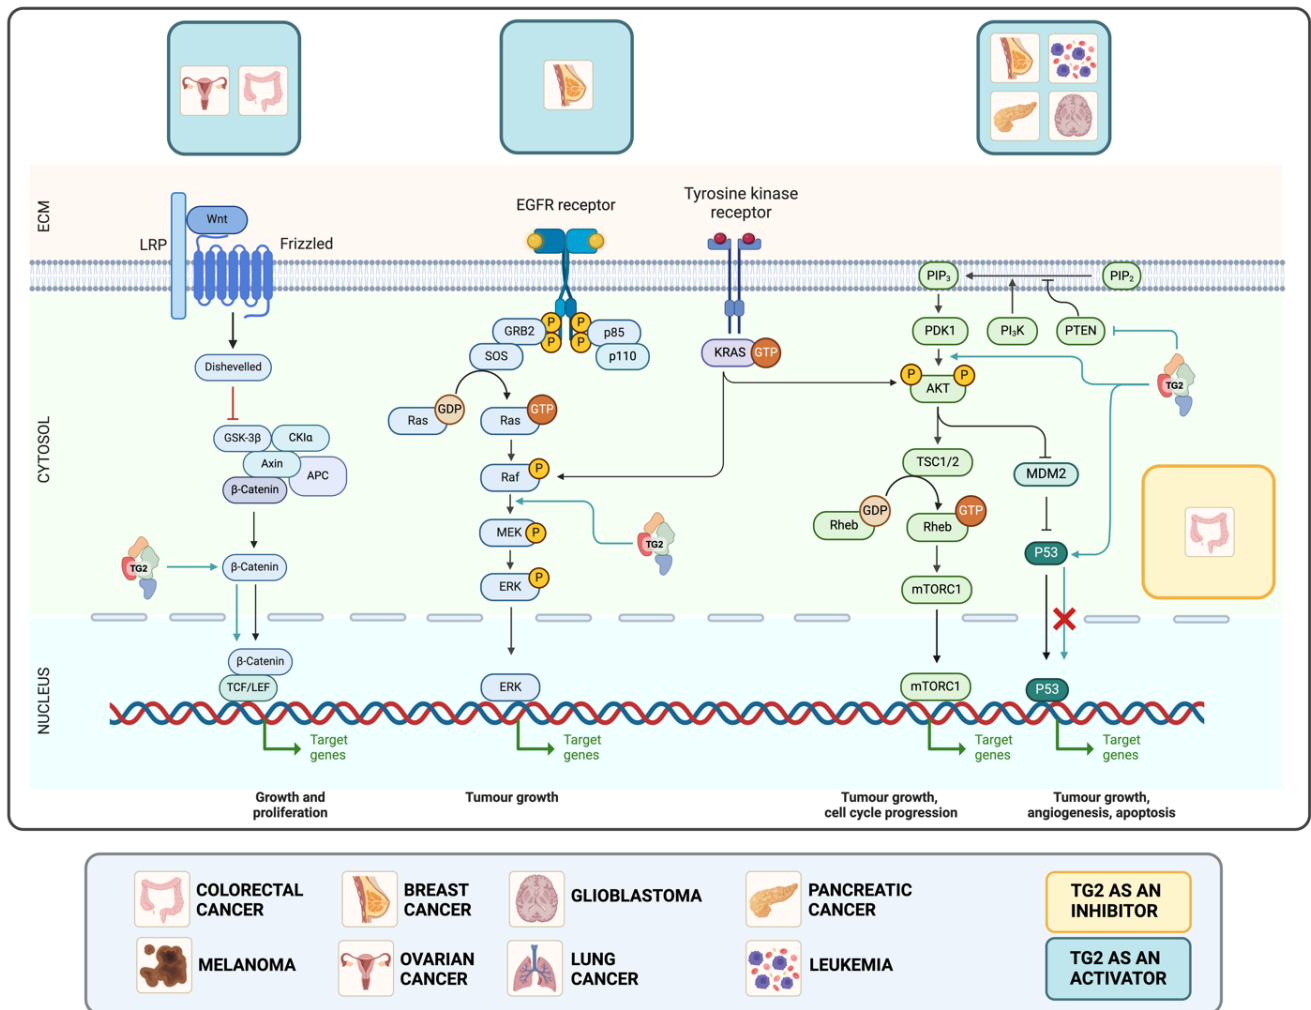 ECM
CYTOSOL
NUCLEUS
LRP
Wnt
Frizzled
Dishevelled
GSK-3β
CKIα
Axin
APC
β-Catenin
TG2
β-Catenin
β-Catenin
TCF/LEF
Target
genes
Growth and
proliferation
EGFR receptor
GRB2
P
P
P
P
p85
p110
SOS
Ras
GDP
Ras
GTP
Raf
P
MEK
P
ERK
P
TG2
ERK
Target
genes
Tumour growth
Tyrosine kinase
receptor
KRAS
GTP
PIP₃
PIP₂
PDK1
PI₃K
PTEN
TG2
P
P
AKT
TSC1/2
MDM2
Rheb
GDP
Rheb
GTP
P53
mTORC1
mTORC1
P53
Target
genes
Target
genes
Tumour growth,
cell cycle progression
Tumour growth,
angiogenesis, apoptosis
COLORECTAL
CANCER
BREAST
CANCER
GLIOBLASTOMA
PANCREATIC
CANCER
TG2 AS AN
INHIBITOR
MELANOMA
OVARIAN
CANCER
LUNG
CANCER
LEUKEMIA
TG2 AS AN
ACTIVATOR